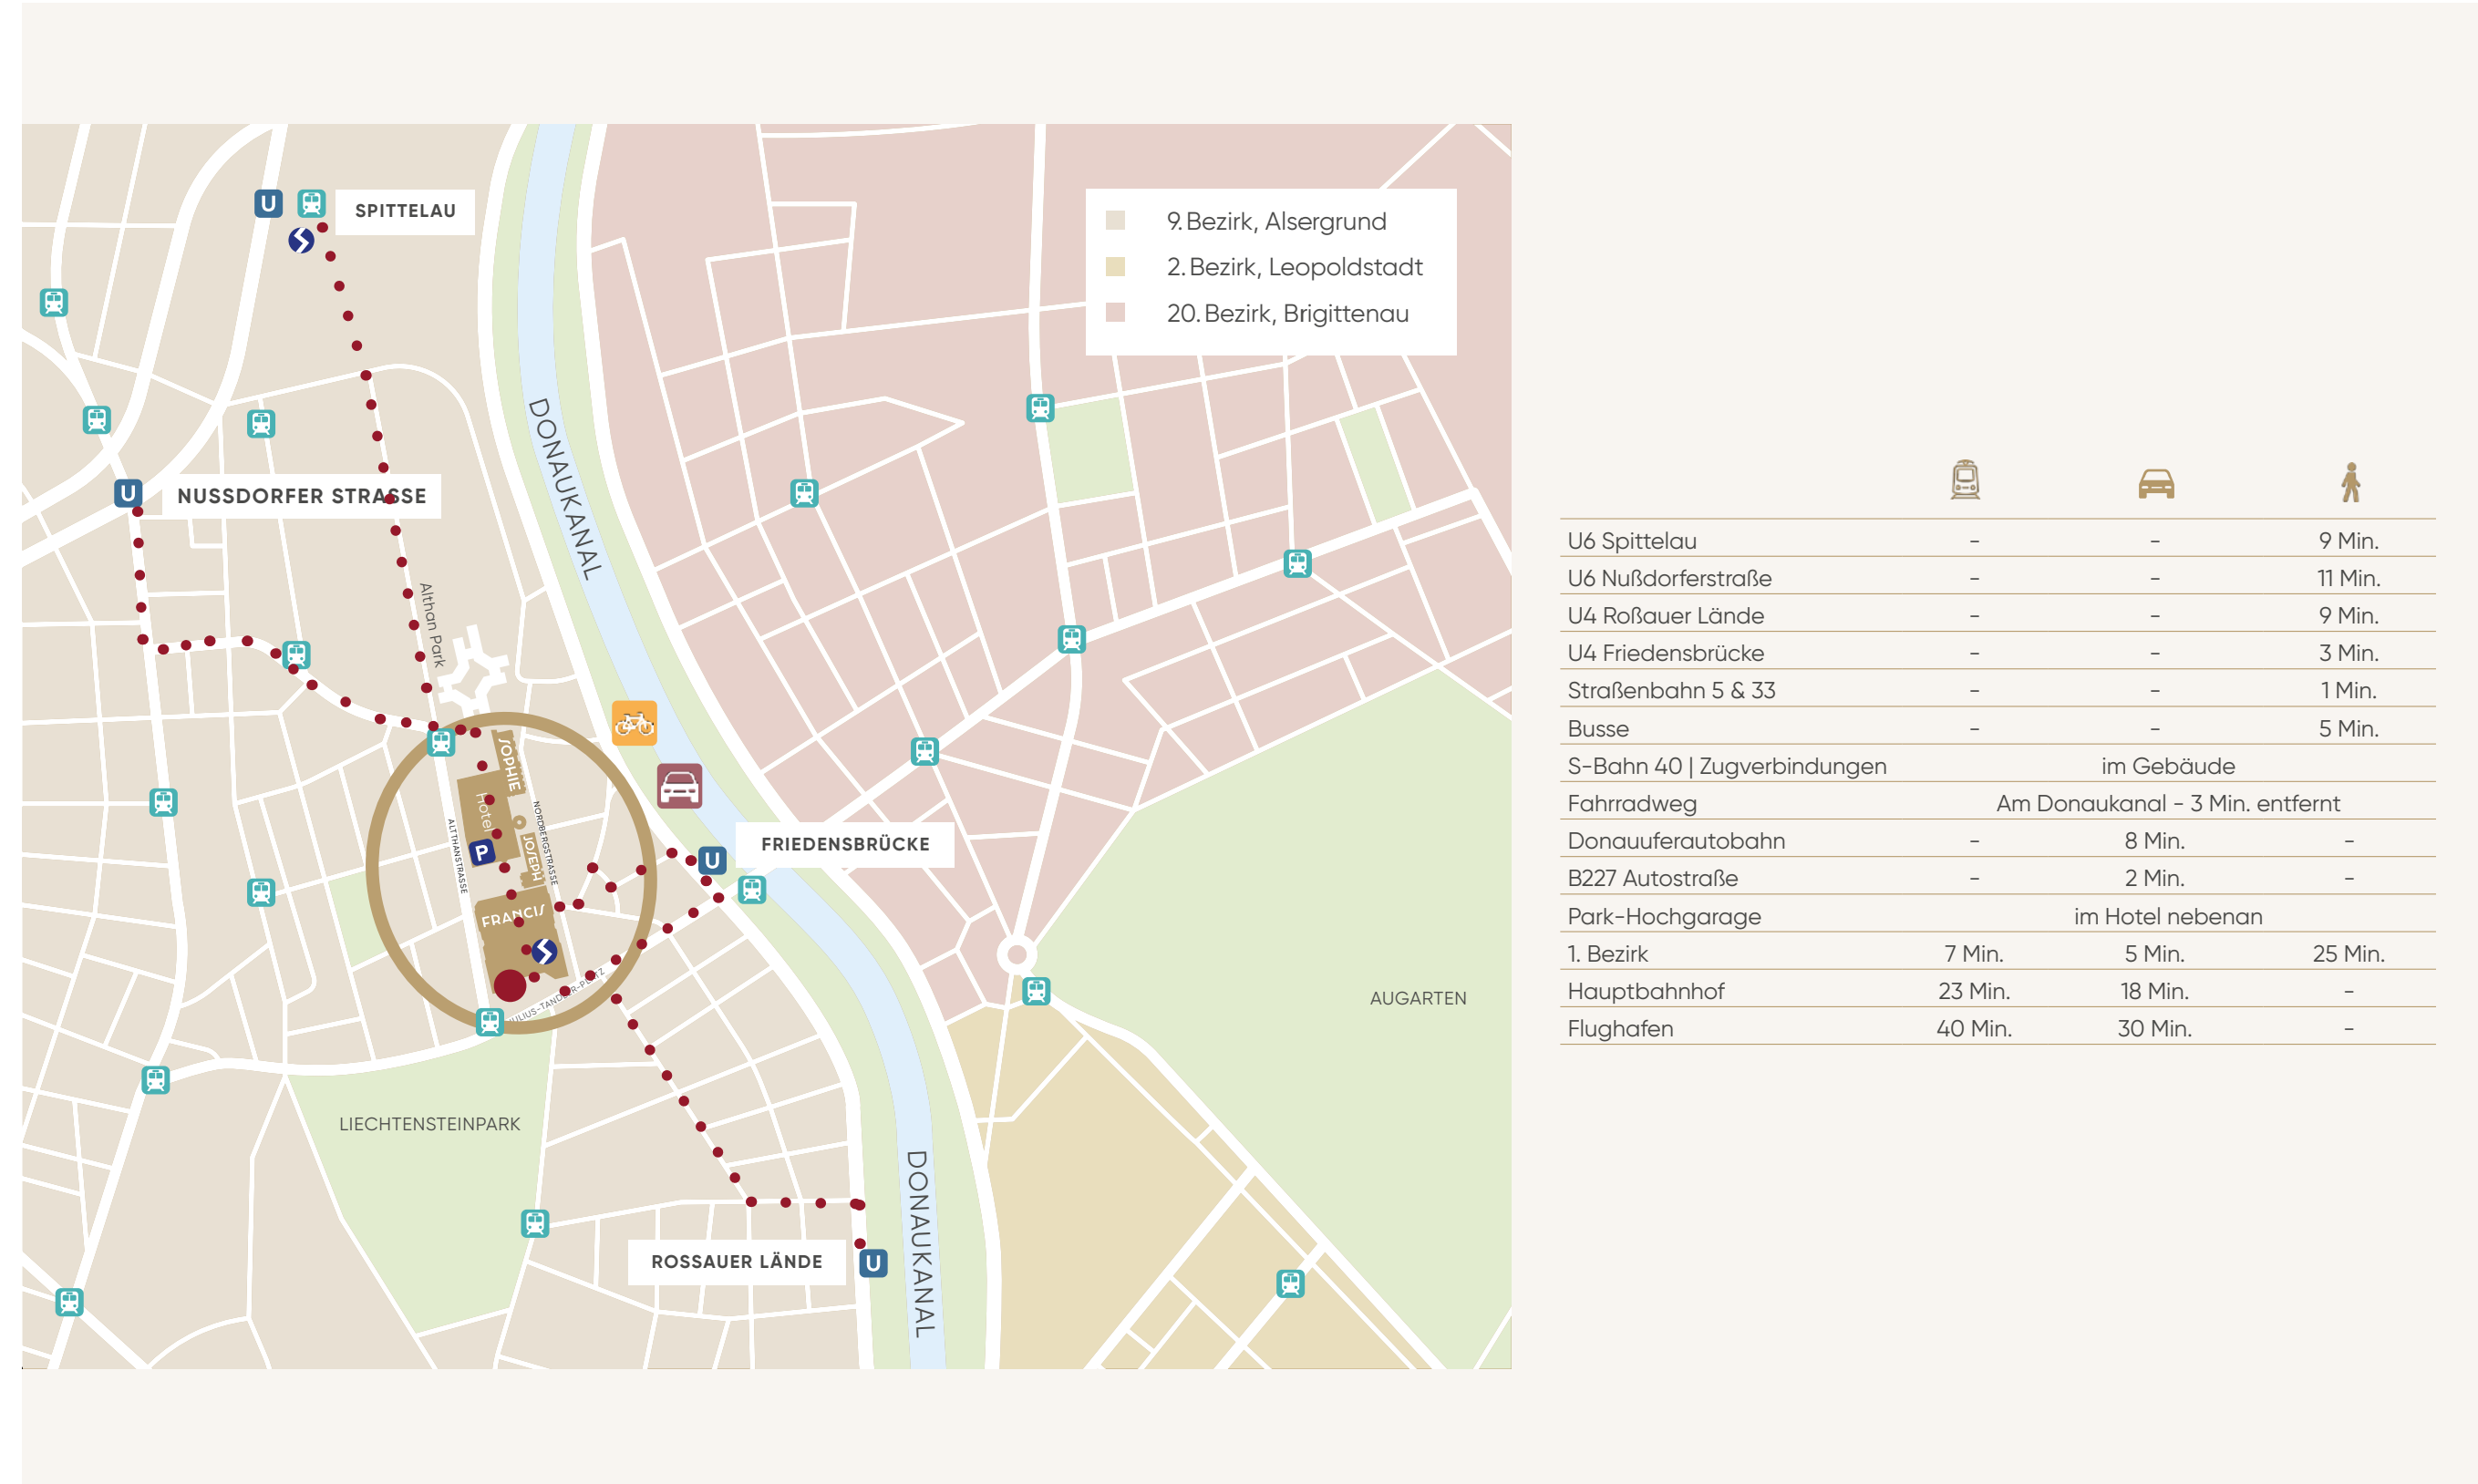 U
SPITTELAU
9. Bezirk, Alsergrund
2. Bezirk, Leopoldstadt
20. Bezirk, Brigittenau
DONAUKANAL
U
NUSSDORFER STRASSE
Althan Park
SOPHIE
Hotel
NORDBERGSTRASSE
ALTHANSTRASSE
P
JOSEPH
FRANCIS
JULIUS-TANDLER-PLATZ
U
FRIEDENSBRÜCKE
AUGARTEN
LIECHTENSTEINPARK
DONAUKANAL
ROSSAUER LÄNDE
U
U6 Spittelau - - 9 Min.
U6 Nußdorferstraße - - 11 Min.
U4 Roßauer Lände - - 9 Min.
U4 Friedensbrücke - - 3 Min.
Straßenbahn 5 & 33 - - 1 Min.
Busse - - 5 Min.
S-Bahn 40 | Zugverbindungen im Gebäude
Fahrradweg Am Donaukanal - 3 Min. entfernt
Donauuferautobahn - 8 Min. -
B227 Autostraße - 2 Min. -
Park-Hochgarage im Hotel nebenan
1. Bezirk 7 Min. 5 Min. 25 Min.
Hauptbahnhof 23 Min. 18 Min. -
Flughafen 40 Min. 30 Min. -